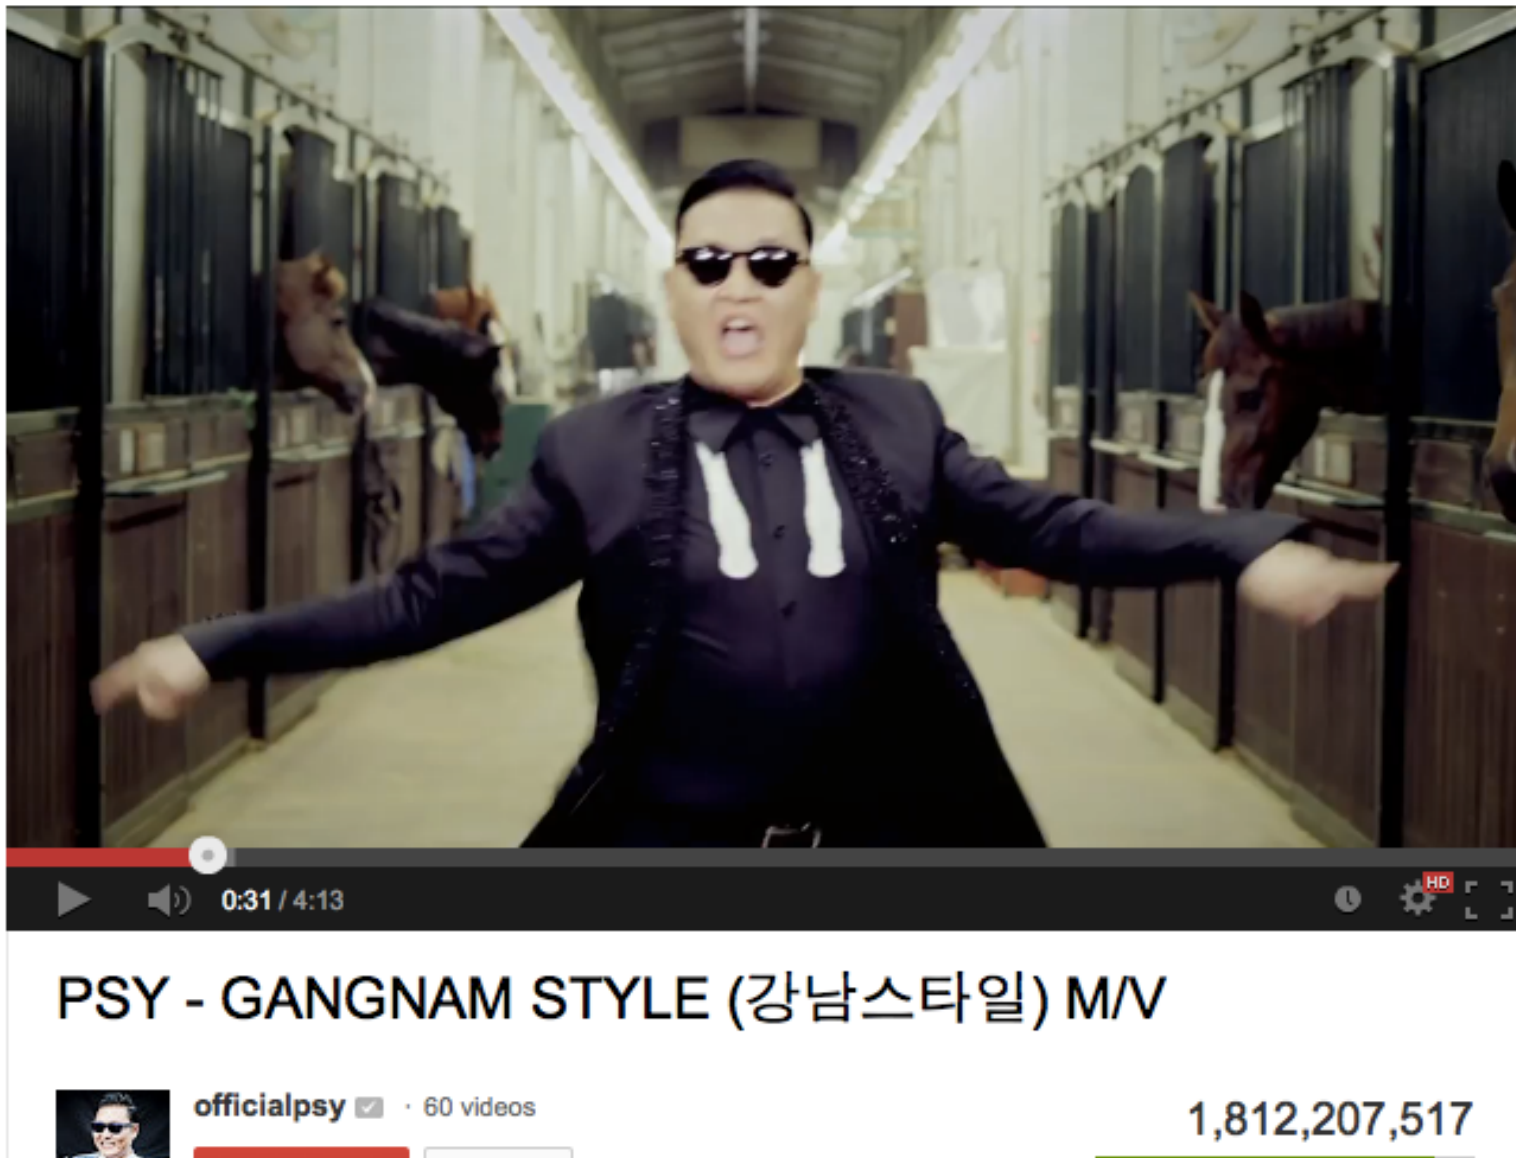 0:31 / 4:13
HD
PSY - GANGNAM STYLE (강남스타일) M/V
officialpsy · 60 videos
1,812,207,517